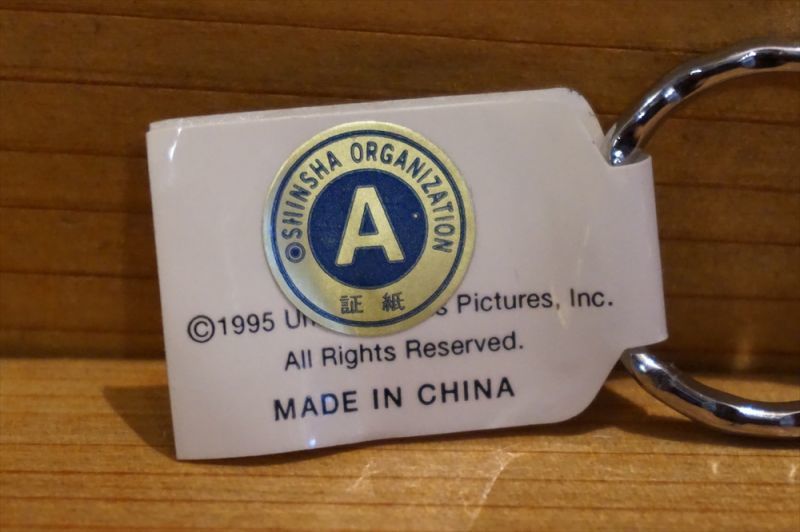 SHINSHA ORGANIZATION
A
証紙
©1995 Un s Pictures, Inc.
All Rights Reserved.
MADE IN CHINA